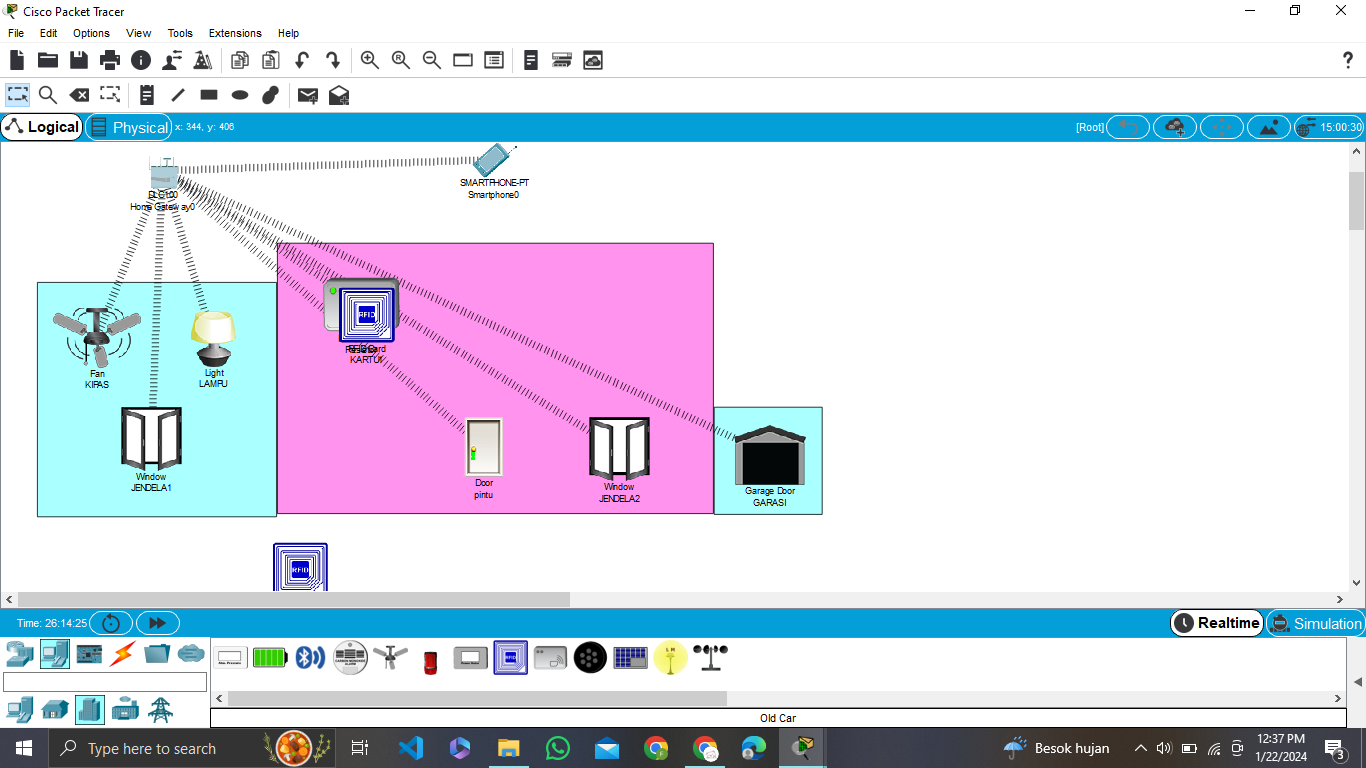 Cisco Packet Tracer
File Edit Options View Tools Extensions Help
Logical Physical x: 344, y: 406 [Root] 15:00:30
SMARTPHONE-PT
Smartphone0
Home Gateway0
RFID
KARTU1
Fan
KIPAS
Light
LAMPU
Window
JENDELA1
Door
pintu
Window
JENDELA2
Garage Door
GARASI
RFID
Time: 26:14:25 Realtime Simulation
Old Car
Type here to search
Besok hujan
12:37 PM
1/22/2024
3